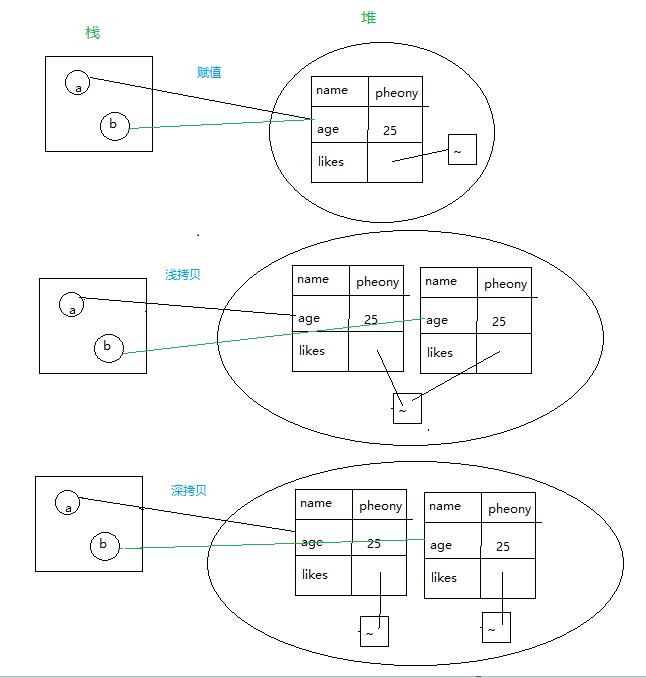 栈 堆
赋值
a
b
name pheony
age 25
likes ~
浅拷贝
a
b
name pheony name pheony
age 25 age 25
likes likes
~
深拷贝
a
b
name pheony name pheony
age 25 age 25
likes likes
~ ~